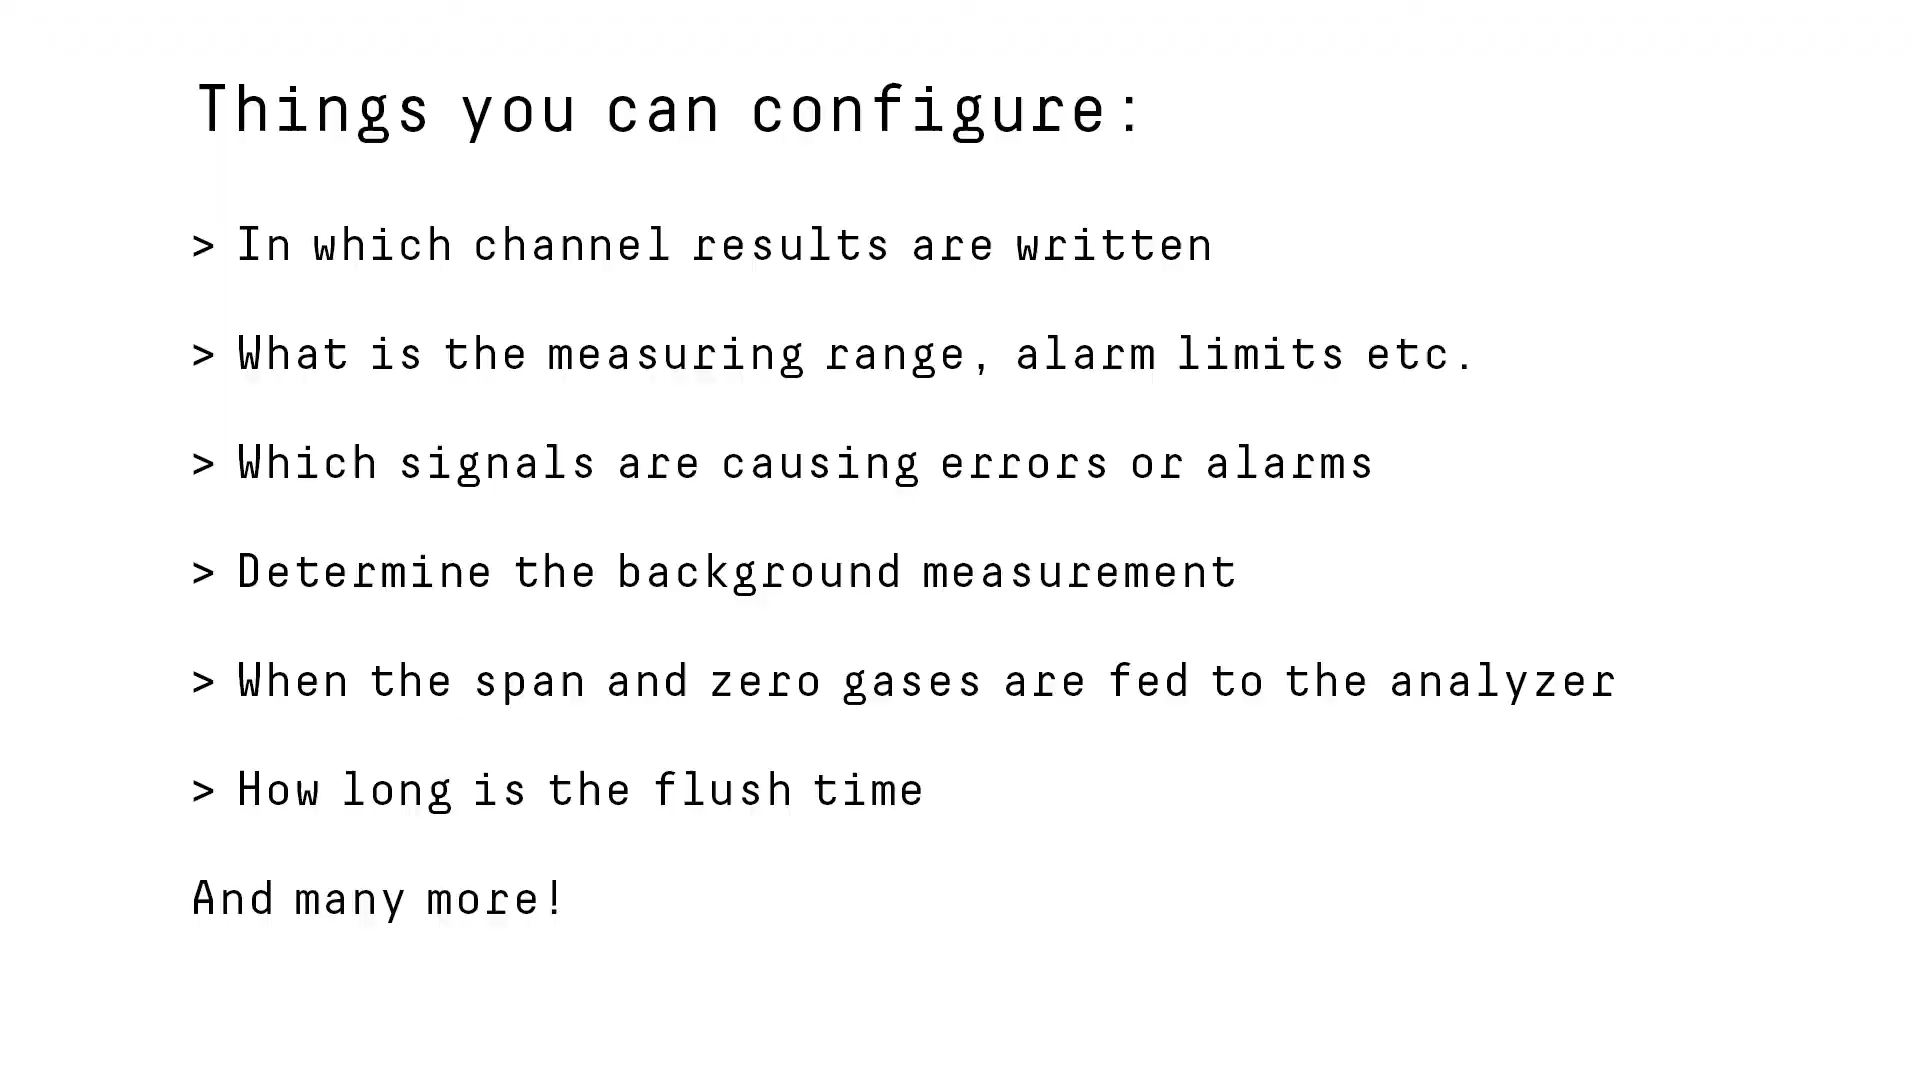 Things you can configure:
> In which channel results are written
> What is the measuring range, alarm limits etc.
> Which signals are causing errors or alarms
> Determine the background measurement
> When the span and zero gases are fed to the analyzer
> How long is the flush time
And many more!